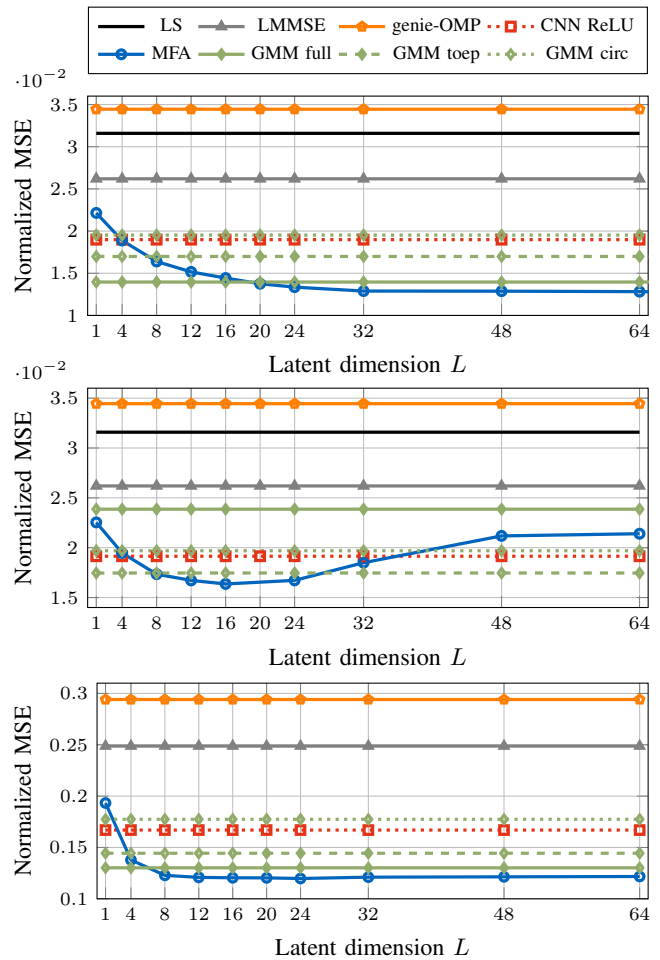 LS LMMSE genie-OMP CNN ReLU
MFA GMM full GMM toep GMM circ
·10⁻²
3.5
3
2.5
2
1.5
1
Normalized MSE
1 4 8 12 16 20 24 32 48 64
Latent dimension L
·10⁻²
3.5
3
2.5
2
1.5
Normalized MSE
1 4 8 12 16 20 24 32 48 64
Latent dimension L
0.3
0.25
0.2
0.15
0.1
Normalized MSE
1 4 8 12 16 20 24 32 48 64
Latent dimension L